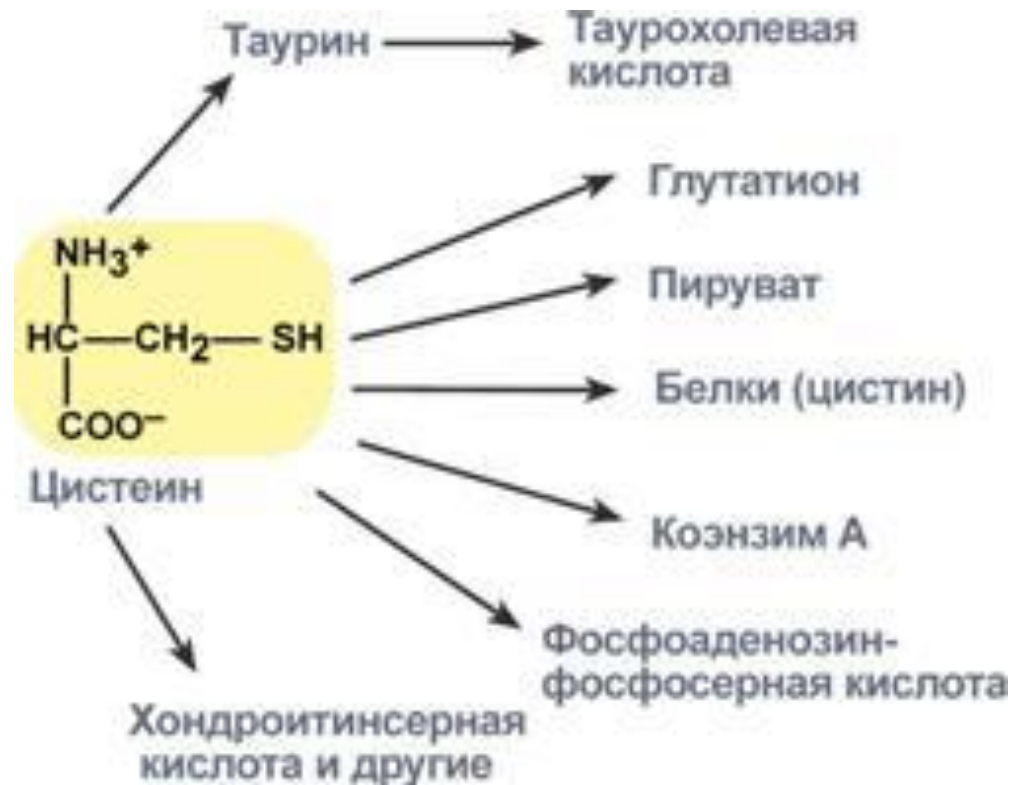 Таурин
Таурохолевая
кислота
Глутатион
NH₃⁺
Пируват
HC—CH₂—SH
Белки (цистин)
COO⁻
Цистеин
Коэнзим А
Фосфоаденозин-
фосфосерная кислота
Хондроитинсерная
кислота и другие